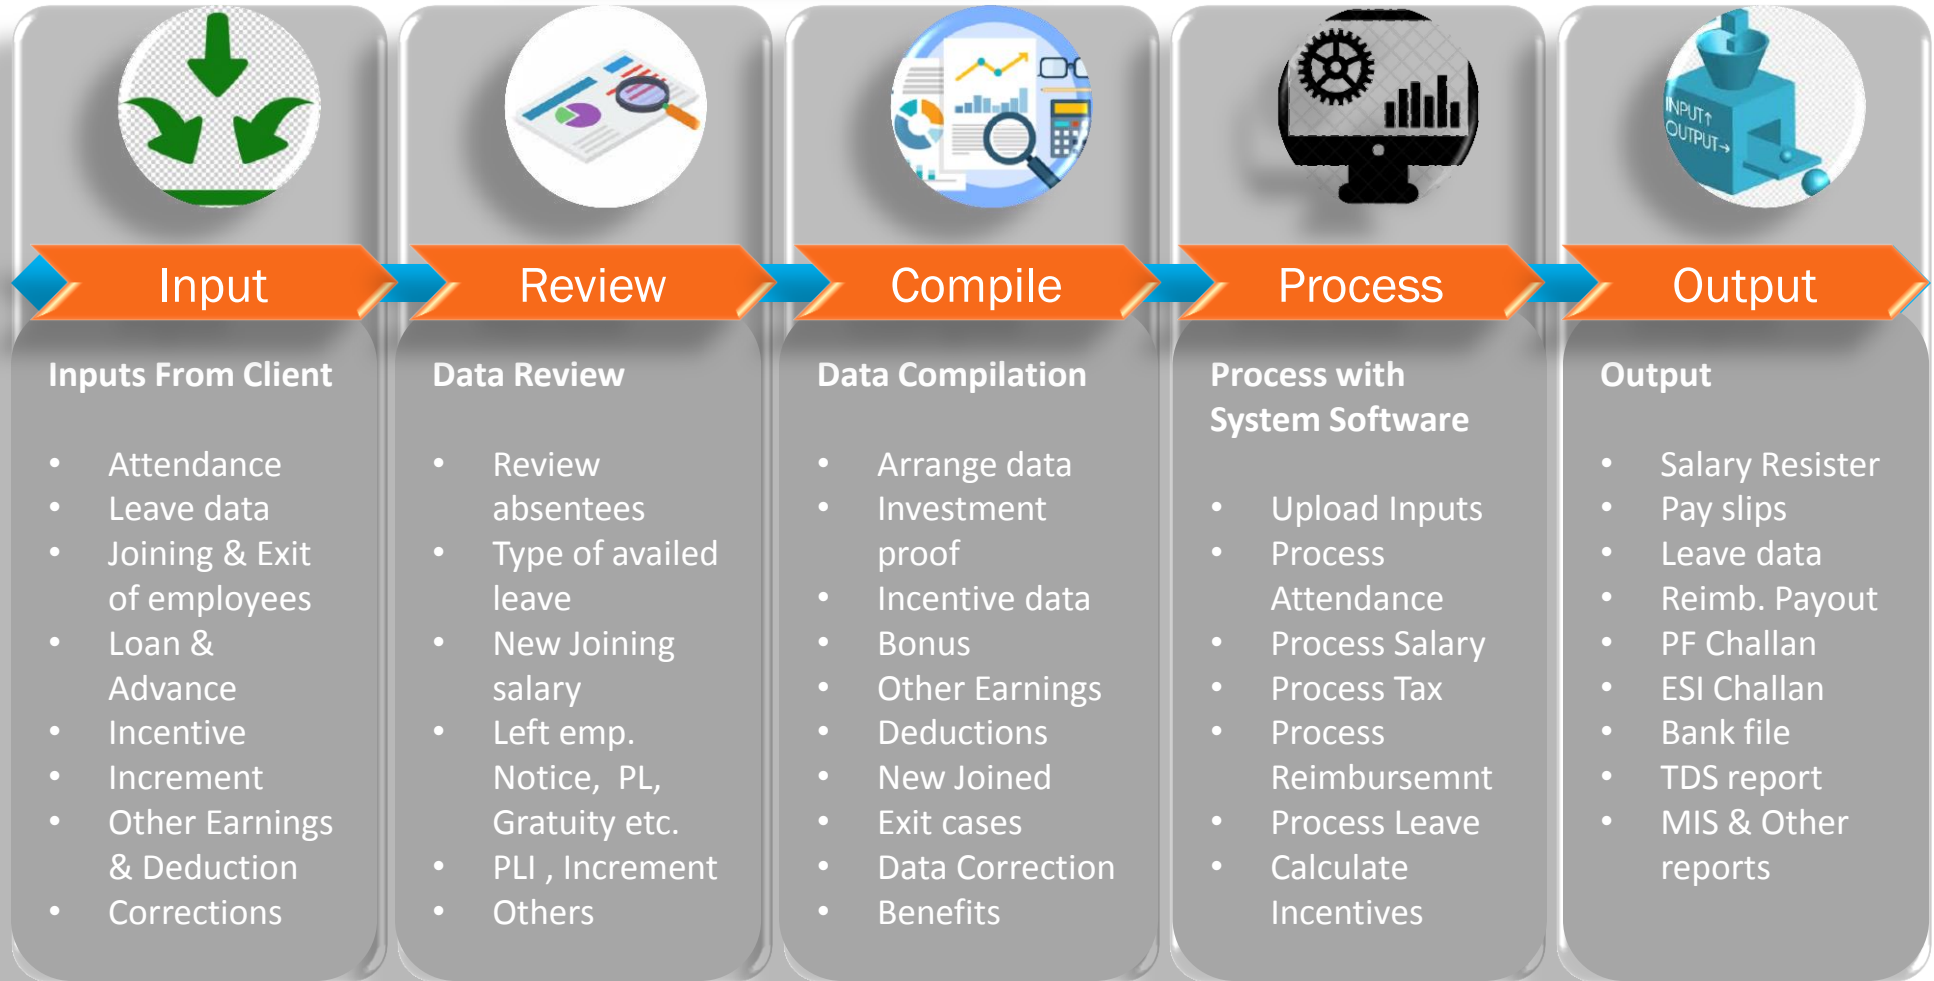 INPUT↑
OUTPUT→
Input
Review
Compile
Process
Output
Inputs From Client
• Attendance
• Leave data
• Joining & Exit
of employees
• Loan &
Advance
• Incentive
• Increment
• Other Earnings
& Deduction
• Corrections
Data Review
• Review
absentees
• Type of availed
leave
• New Joining
salary
• Left emp.
Notice, PL,
Gratuity etc.
• PLI , Increment
• Others
Data Compilation
• Arrange data
• Investment
proof
• Incentive data
• Bonus
• Other Earnings
• Deductions
• New Joined
• Exit cases
• Data Correction
• Benefits
Process with
System Software
• Upload Inputs
• Process
Attendance
• Process Salary
• Process Tax
• Process
Reimbursemnt
• Process Leave
• Calculate
Incentives
Output
• Salary Resister
• Pay slips
• Leave data
• Reimb. Payout
• PF Challan
• ESI Challan
• Bank file
• TDS report
• MIS & Other
reports